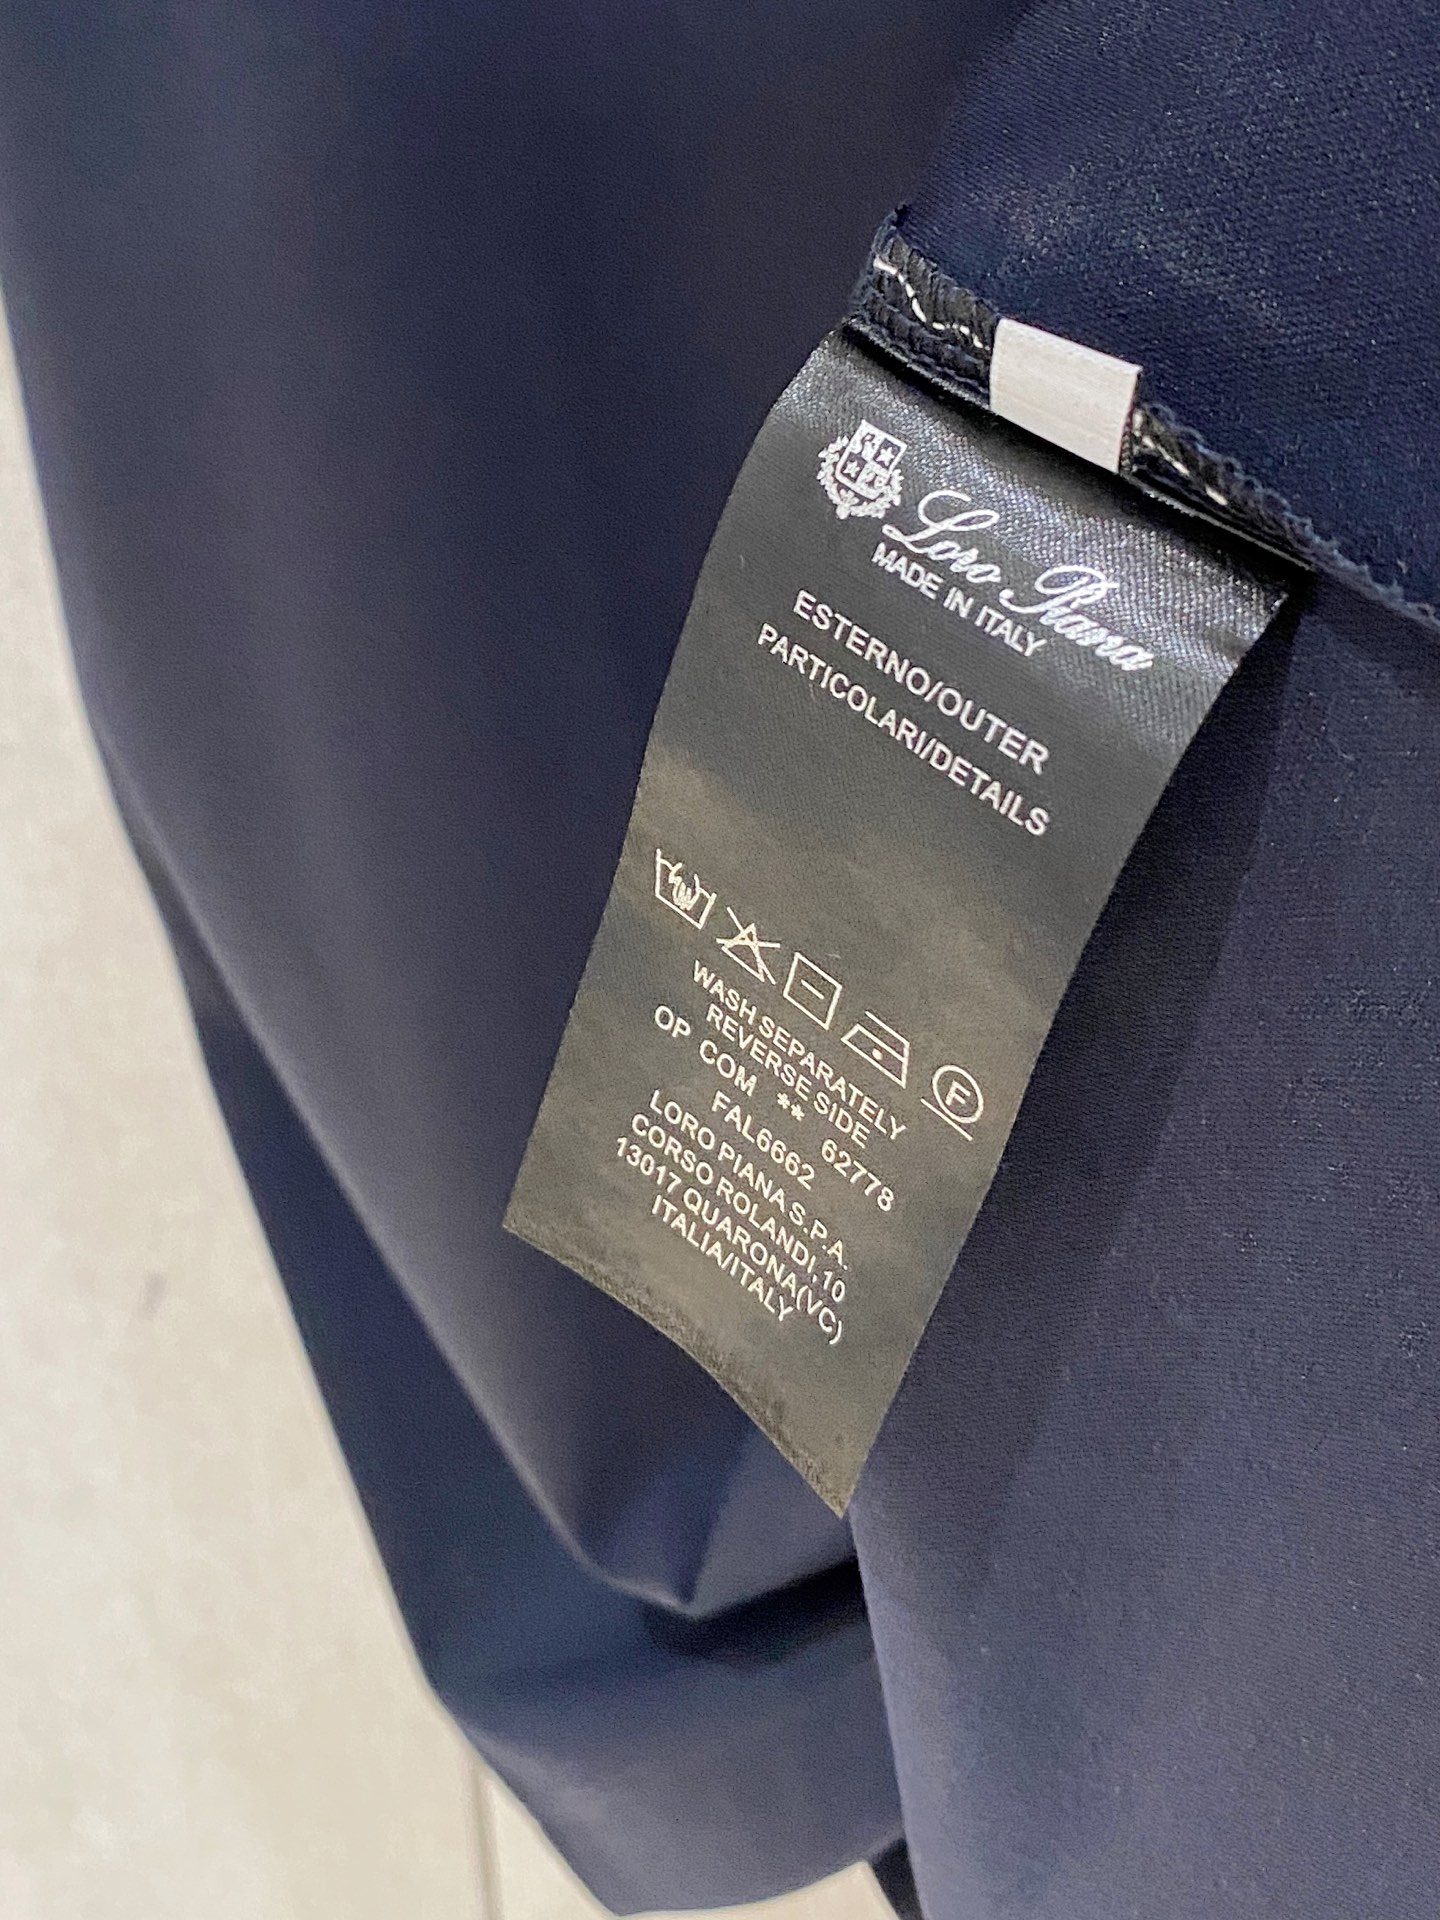 Loro Piana
MADE IN ITALY
ESTERNO/OUTER
PARTICOLARI/DETAILS
F
WASH SEPARATELY
REVERSE SIDE
OP COM ** 62778
FAL6662
LORO PIANA S.P.A.
CORSO ROLANDI,10
13017 QUARONA(VC)
ITALIA/ITALY